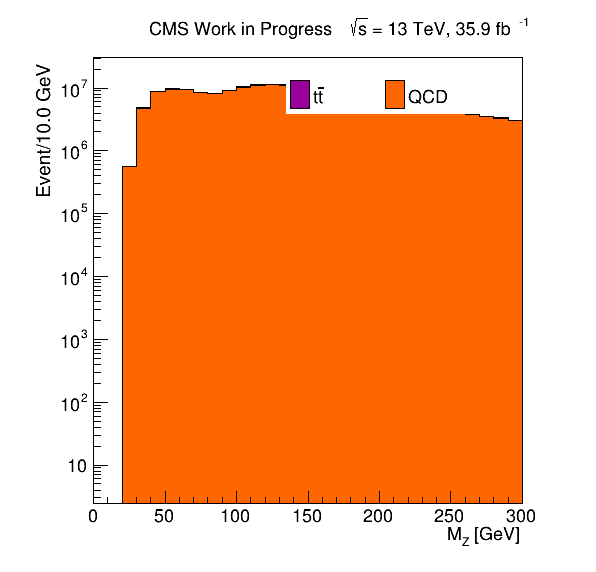 CMS Work in Progress √s = 13 TeV, 35.9 fb⁻¹
Event/10.0 GeV
10⁷
10⁶
10⁵
10⁴
10³
10²
10
tt̅ QCD
0 50 100 150 200 250 300
M_Z [GeV]